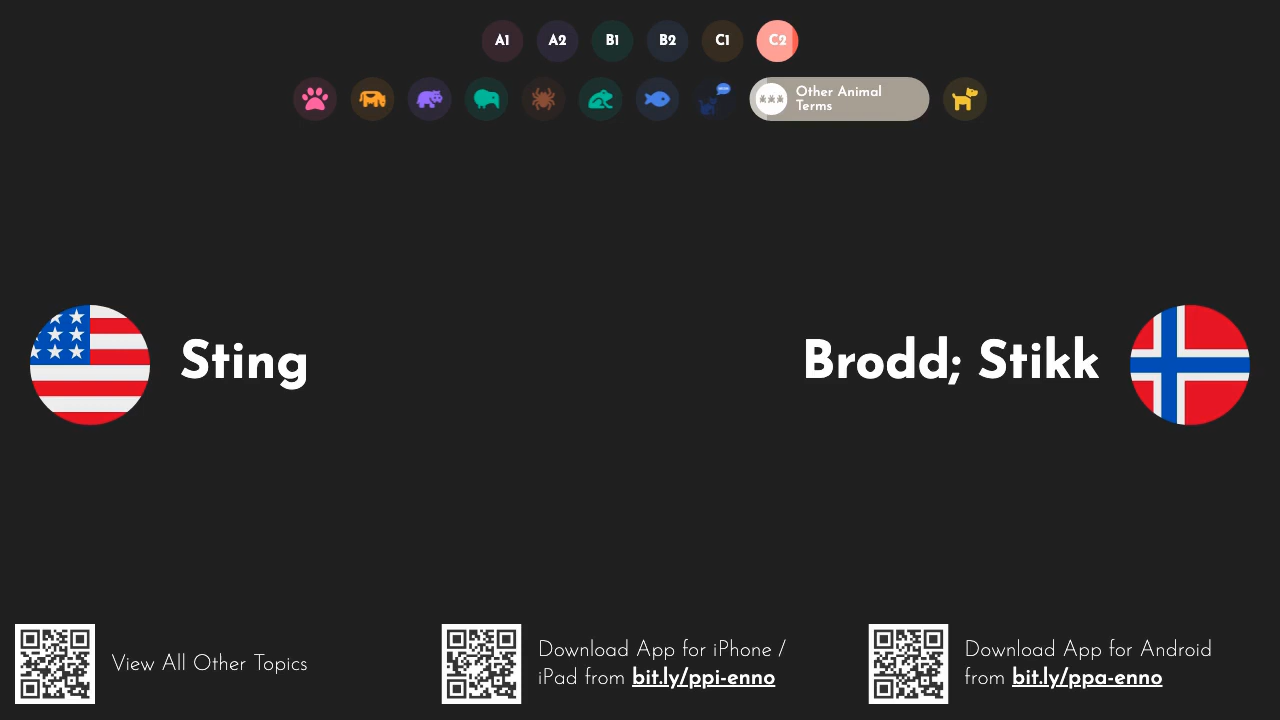 A1 A2 B1 B2 C1 C2
Other Animal
Terms
Sting
Brodd; Stikk
View All Other Topics
Download App for iPhone /
iPad from bit.ly/ppi-enno
Download App for Android
from bit.ly/ppa-enno